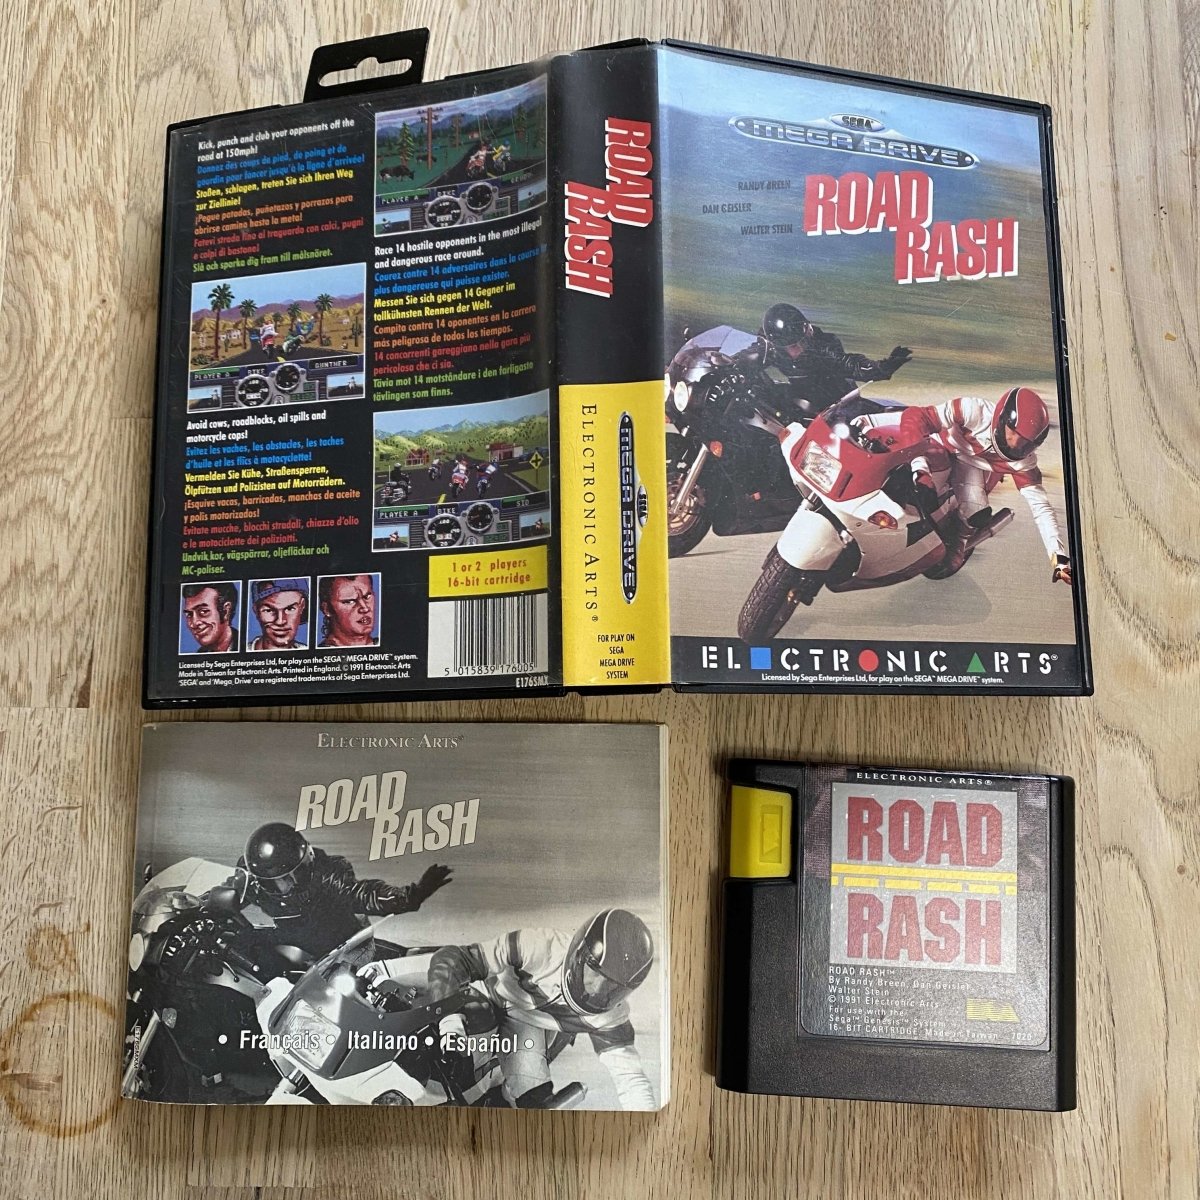 Kick, punch and club your opponents off the
road at 150mph!
Donnez des coups de pied, de poing et de
gourdin pour lancer jusqu'à la ligne d'arrivée!
Stoßen, schlagen, treten Sie sich Ihren Weg
zur Ziellinie!
¡Pegue patadas, puñetazos y porrazos para
abrirse camino hasta la meta!
Fatevi strada fino al traguardo con calci, pugni
e colpi di bastone!
Slå och sparka dig fram till målsnöret.
PLAYER A
BIKE
Race 14 hostile opponents in the most illegal
and dangerous race around.
Courez contre 14 adversaires dans la course la
plus dangereuse qui puisse exister.
Messen Sie sich gegen 14 Gegner im
tollkühnsten Rennen der Welt.
Compita contra 14 oponentes en la carrera
más peligrosa de todos los tiempos.
14 concorrenti gareggiano nella gara più
pericolosa che ci sia.
Tävla mot 14 motståndare i den farligaste
tävlingen som finns.
PLAYER A
BIKE
GUNTHER
Avoid cows, roadblocks, oil spills and
motorcycle cops!
Evitez les vaches, les obstacles, les taches
d'huile et les flics à motocyclette!
Vermelden Sie Kühe, Straßensperren,
Ölpfützen und Polizisten auf Motorrädern.
¡Esquive vacas, barricadas, manchas de aceite
y polis motorizados!
Evitare mucche, blocchi stradali, chiazze d'olio
e le motociclette dei poliziotti.
Undvik kor, vägspärrar, oljefläckar och
MC-poliser.
PLAYER A
BIKE
SID
1 or 2 players
16-bit cartridge
Licensed by Sega Enterprises Ltd, for play on the SEGA™ MEGA DRIVE™ system.
Made in Taiwan for Electronic Arts. Printed in England. © 1991 Electronic Arts
'SEGA' and 'Mega Drive' are registered trademarks of Sega Enterprises Ltd.
5 015839 176005
E176SMX
ROAD
RASH
ELECTRONIC ARTS®
SEGA
MEGA DRIVE
FOR PLAY ON
SEGA
MEGA DRIVE
SYSTEM
SEGA
MEGA DRIVE
RANDY BREEN
DAN GEISLER
WALTER STEIN
ROAD
RASH
ELECTRONIC ARTS™
Licensed by Sega Enterprises Ltd, for play on the SEGA™ MEGA DRIVE™ system.
ELECTRONIC ARTS®
ROAD
RASH
• Français • Italiano • Español •
ELECTRONIC ARTS®
ROAD
RASH
ROAD RASH™
By Randy Breen, Dan Geisler,
Walter Stein
© 1991 Electronic Arts
For use with the
Sega™ Genesis™ System
16-BIT CARTRIDGE. Made in Taiwan 7020